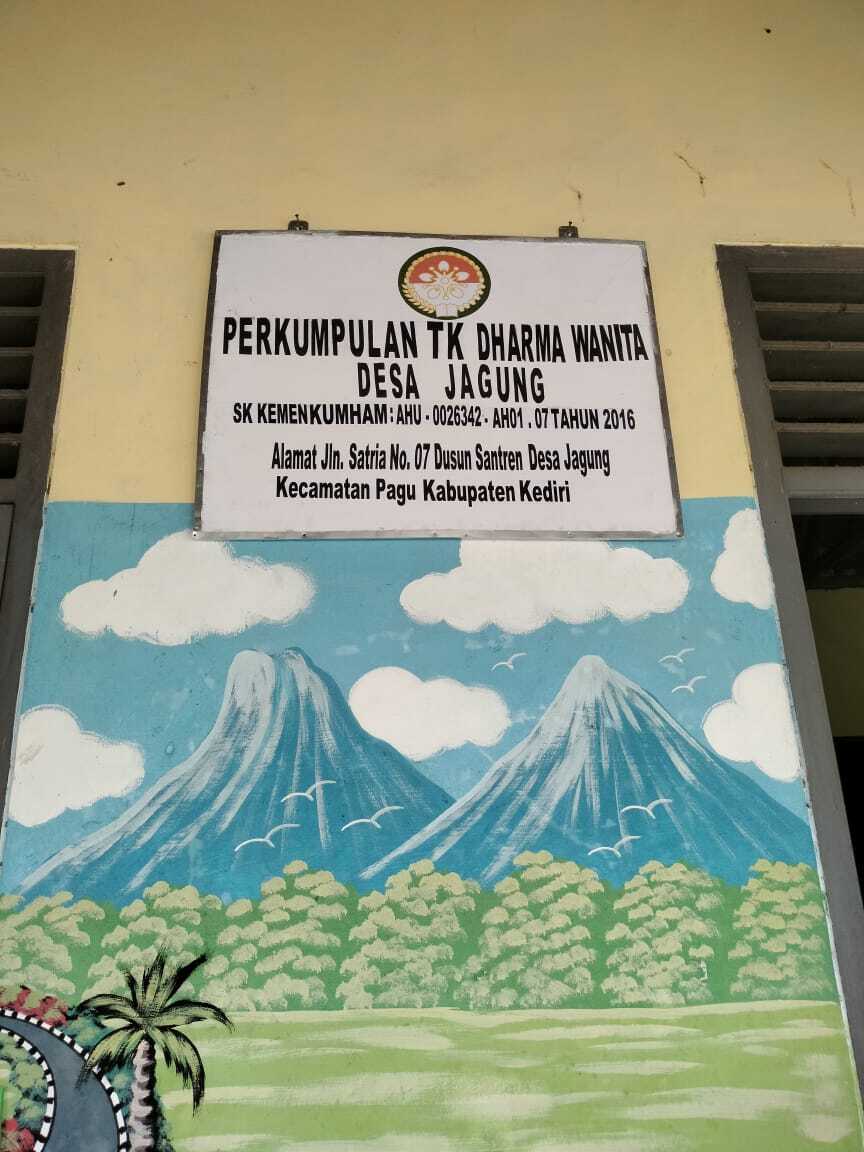 PERKUMPULAN TK DHARMA WANITA
DESA JAGUNG
SK KEMENKUMHAM: AHU - 0026342 - AH01 . 07 TAHUN 2016
Alamat Jln. Satria No. 07 Dusun Santren Desa Jagung
Kecamatan Pagu Kabupaten Kediri